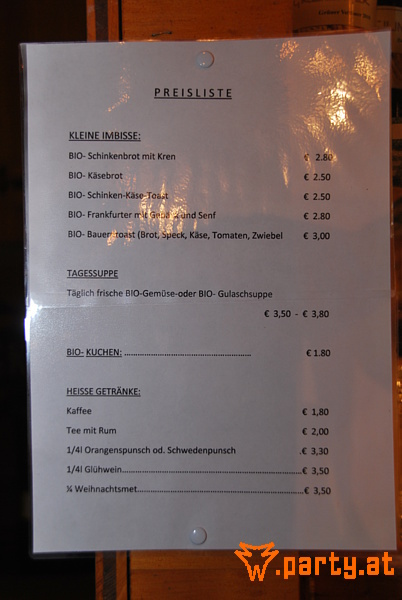 PREISLISTE
KLEINE IMBISSE:
BIO- Schinkenbrot mit Kren € 2.80
BIO- Käsebrot € 2.50
BIO- Schinken-Käse-Toast € 2.50
BIO- Frankfurter mit und Senf € 2.80
BIO- Bauerntoast (Brot, Speck, Käse, Tomaten, Zwiebel € 3,00
TAGESSUPPE
Täglich frische BIO-Gemüse-oder BIO- Gulaschsuppe
€ 3,50 - € 3,80
BIO- KUCHEN: ................................................... € 1.80
HEISSE GETRÄNKE:
Kaffee € 1,80
Tee mit Rum € 2,00
1/4l Orangenspunsch od. Schwedenpunsch .€ 3,30
1/4l Glühwein.......................................................................€ 3,50
¼ Weihnachtsmet..................................................................€ 3,50
.party.at